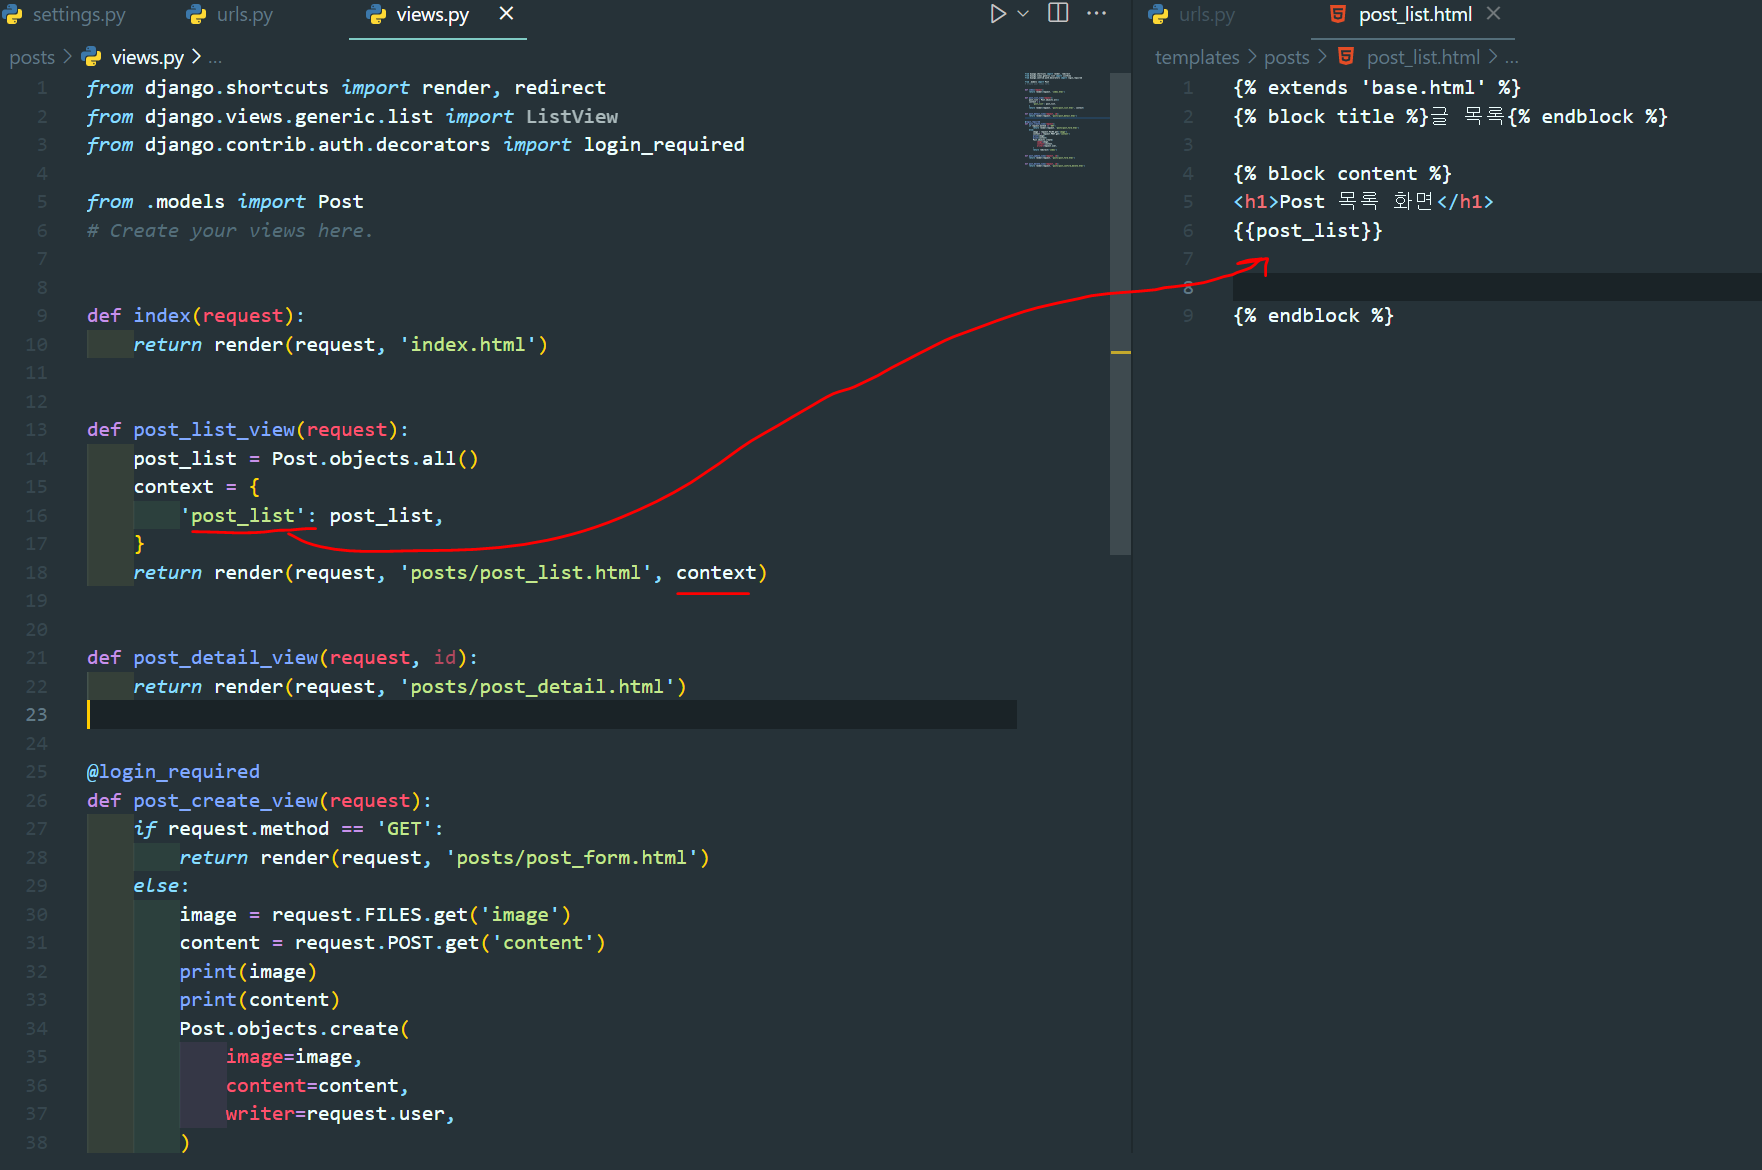 settings.py
urls.py
views.py
posts > views.py > ...
1 from django.shortcuts import render, redirect
2 from django.views.generic.list import ListView
3 from django.contrib.auth.decorators import login_required
4
5 from .models import Post
6 # Create your views here.
7
8
9 def index(request):
10 return render(request, 'index.html')
11
12
13 def post_list_view(request):
14 post_list = Post.objects.all()
15 context = {
16 'post_list': post_list,
17 }
18 return render(request, 'posts/post_list.html', context)
19
20
21 def post_detail_view(request, id):
22 return render(request, 'posts/post_detail.html')
23
24
25 @login_required
26 def post_create_view(request):
27 if request.method == 'GET':
28 return render(request, 'posts/post_form.html')
29 else:
30 image = request.FILES.get('image')
31 content = request.POST.get('content')
32 print(image)
33 print(content)
34 Post.objects.create(
35 image=image,
36 content=content,
37 writer=request.user,
38 )
urls.py
post_list.html
templates > posts > post_list.html > ...
1 {% extends 'base.html' %}
2 {% block title %}글 목록{% endblock %}
3
4 {% block content %}
5 <h1>Post 목록 화면</h1>
6 {{post_list}}
7
8
9 {% endblock %}